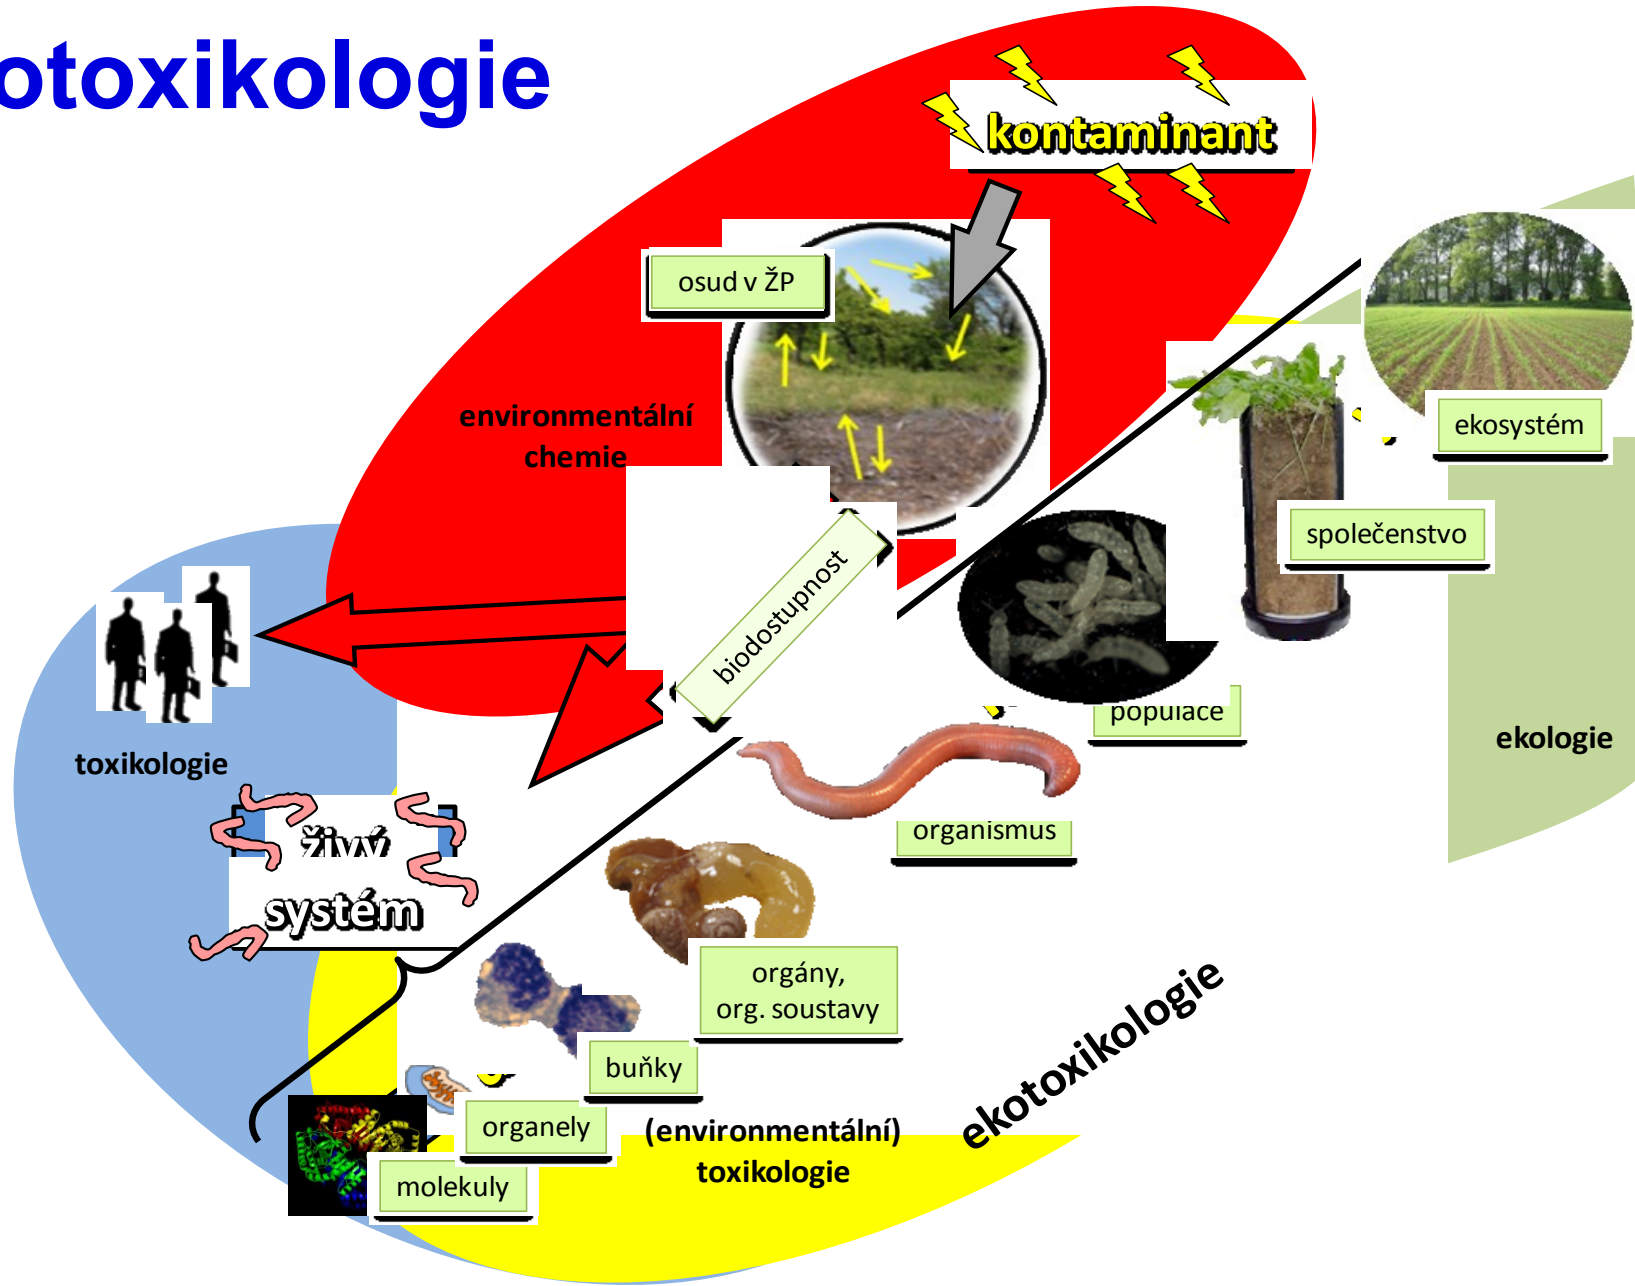 otoxikologie
kontaminant
osud v ŽP
environmentální
chemie
ekosystém
společenstvo
biodostupnost
populace
ekologie
toxikologie
organismus
živý
systém
orgány,
org. soustavy
buňky
ekotoxikologie
organely
(environmentální)
toxikologie
molekuly